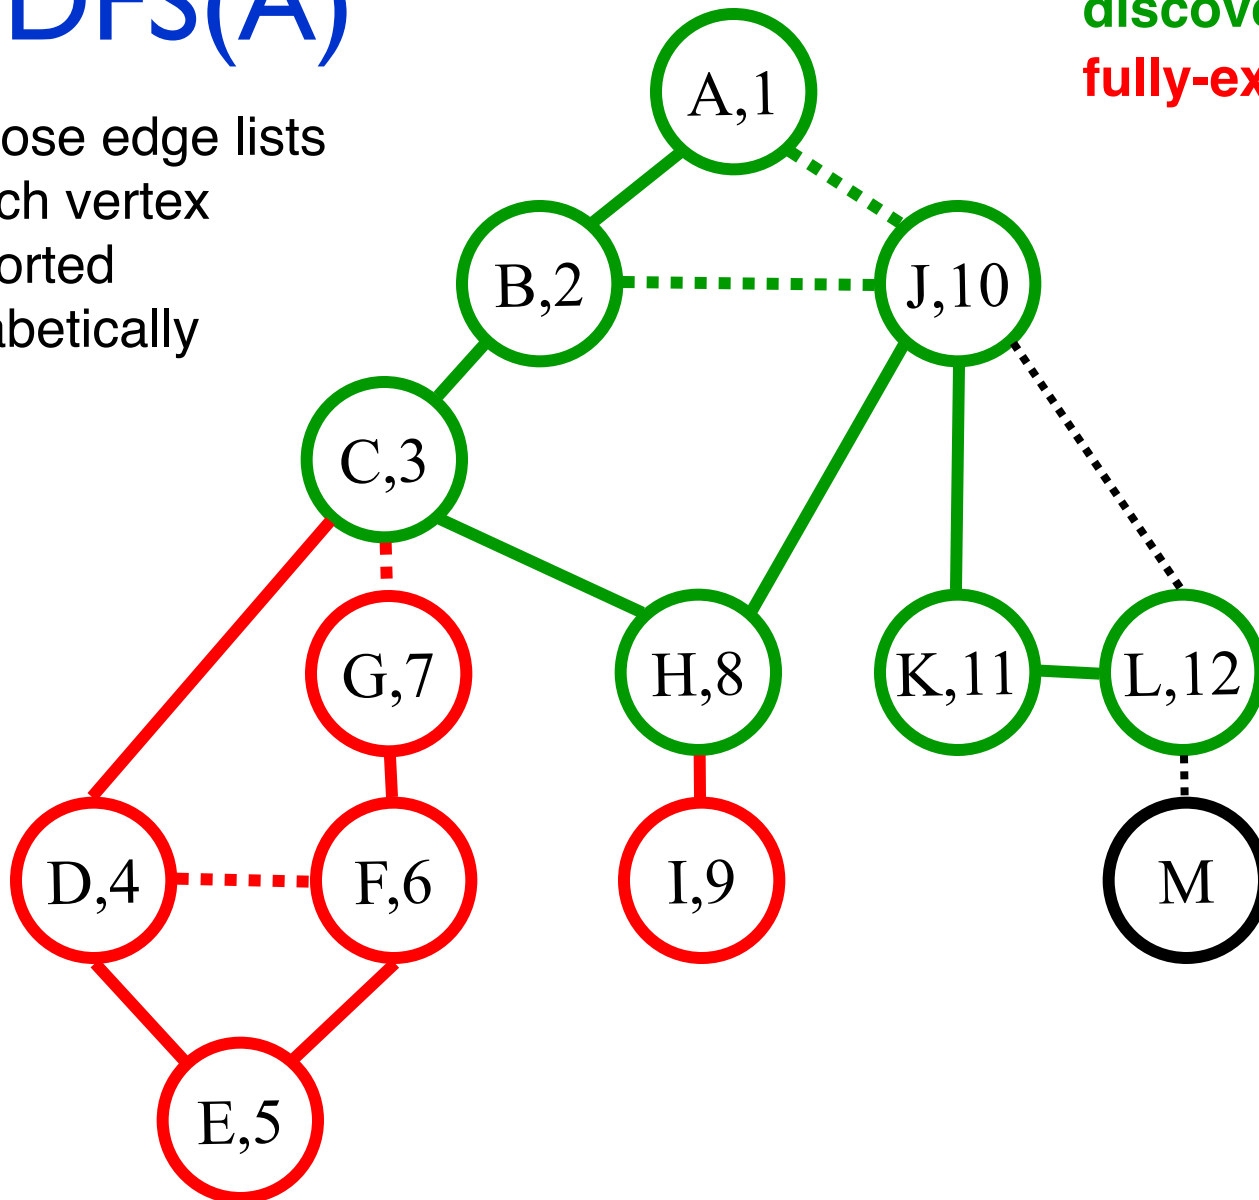 DFS(A)
discove
fully-ex
ose edge lists
ch vertex
orted
abetically
A,1
B,2
J,10
C,3
G,7
H,8
K,11
L,12
D,4
F,6
I,9
M
E,5